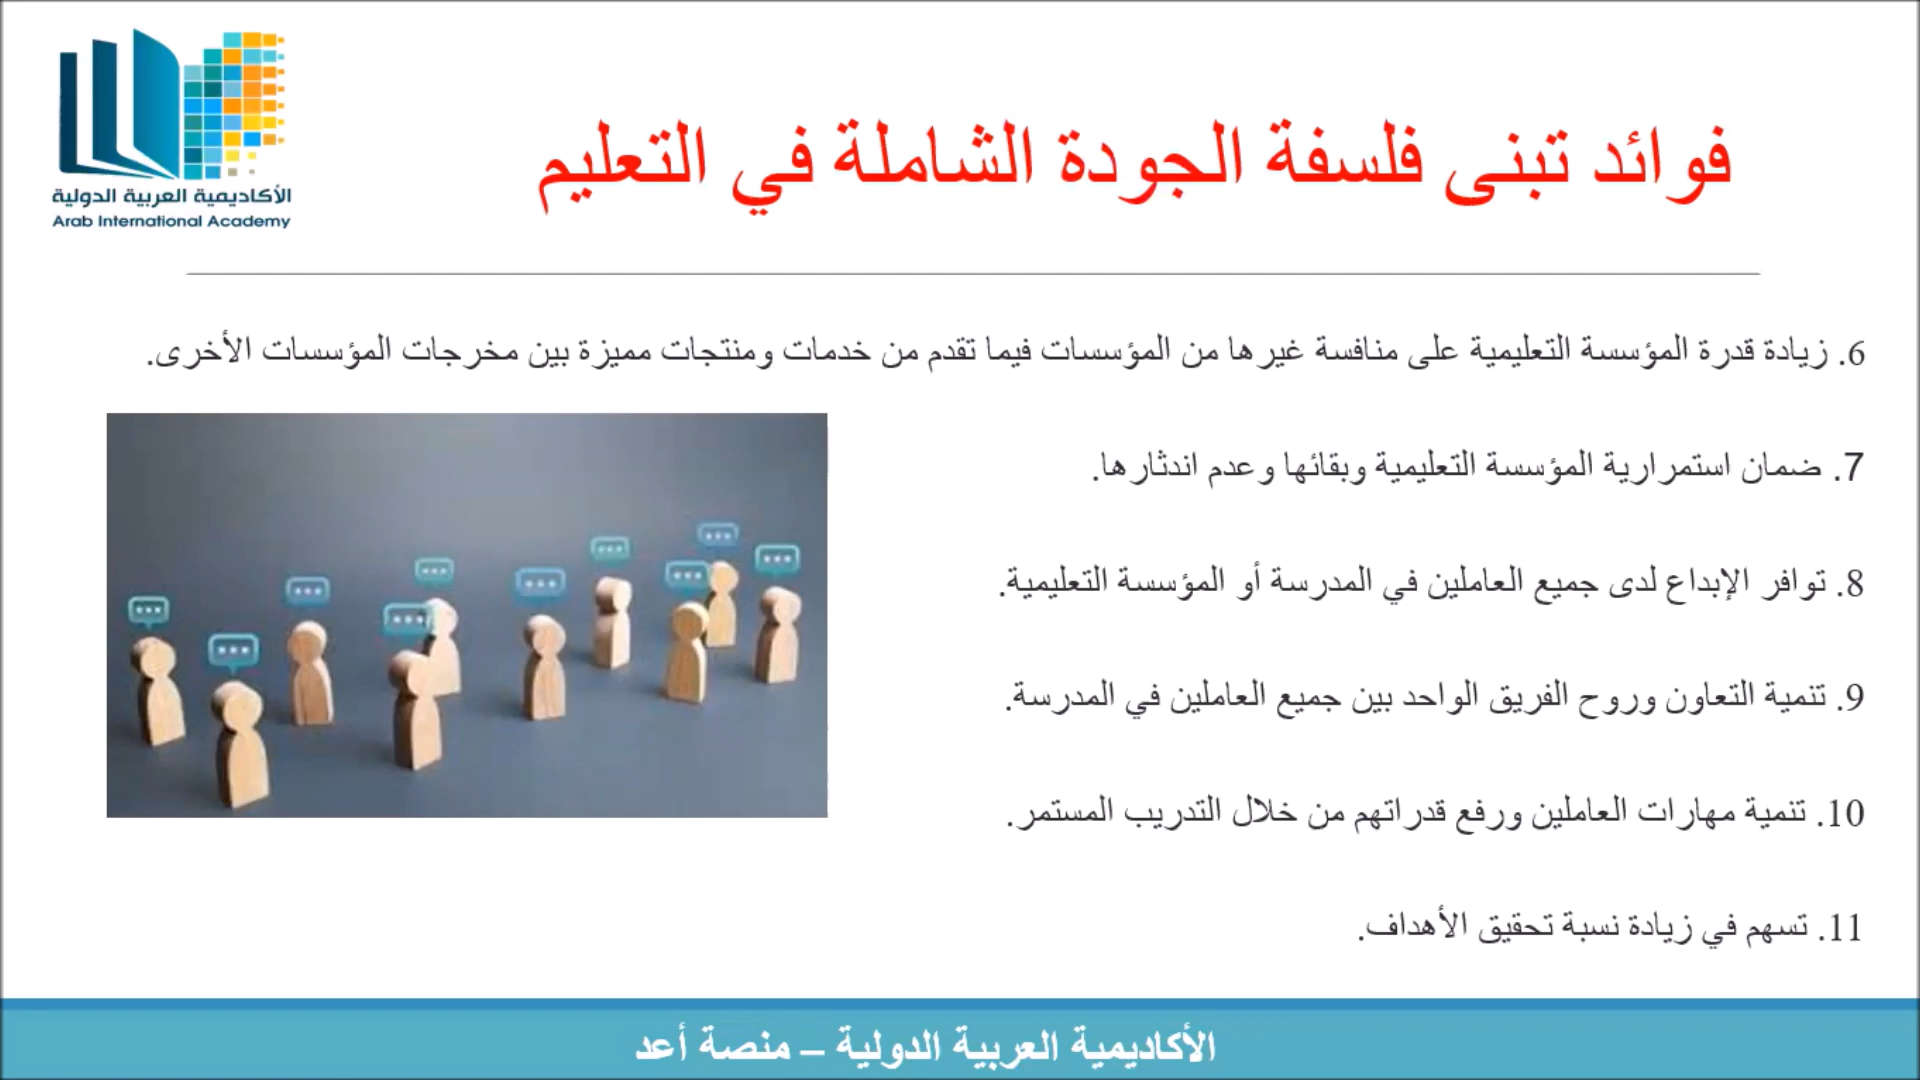 الأكاديمية العربية الدولية
Arab International Academy
فوائد تبنى فلسفة الجودة الشاملة في التعليم
6. زيادة قدرة المؤسسة التعليمية على منافسة غيرها من المؤسسات فيما تقدم من خدمات ومنتجات مميزة بين مخرجات المؤسسات الأخرى.
7. ضمان استمرارية المؤسسة التعليمية وبقائها وعدم اندثارها.
8. توافر الإبداع لدى جميع العاملين في المدرسة أو المؤسسة التعليمية.
9. تنمية التعاون وروح الفريق الواحد بين جميع العاملين في المدرسة.
10. تنمية مهارات العاملين ورفع قدراتهم من خلال التدريب المستمر.
11. تسهم في زيادة نسبة تحقيق الأهداف.
الأكاديمية العربية الدولية – منصة أعد